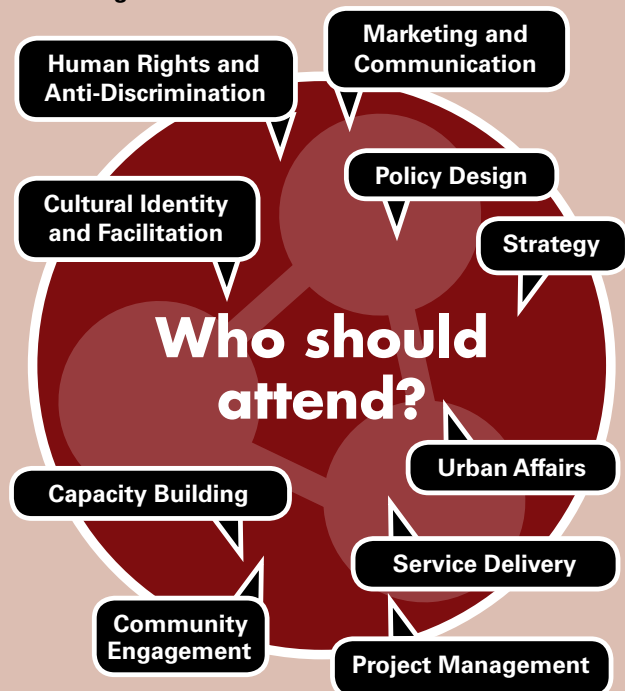 Marketing and
Communication
Human Rights and
Anti-Discrimination
Policy Design
Cultural Identity
and Facilitation
Strategy
Who should
attend?
Urban Affairs
Capacity Building
Service Delivery
Community
Engagement
Project Management